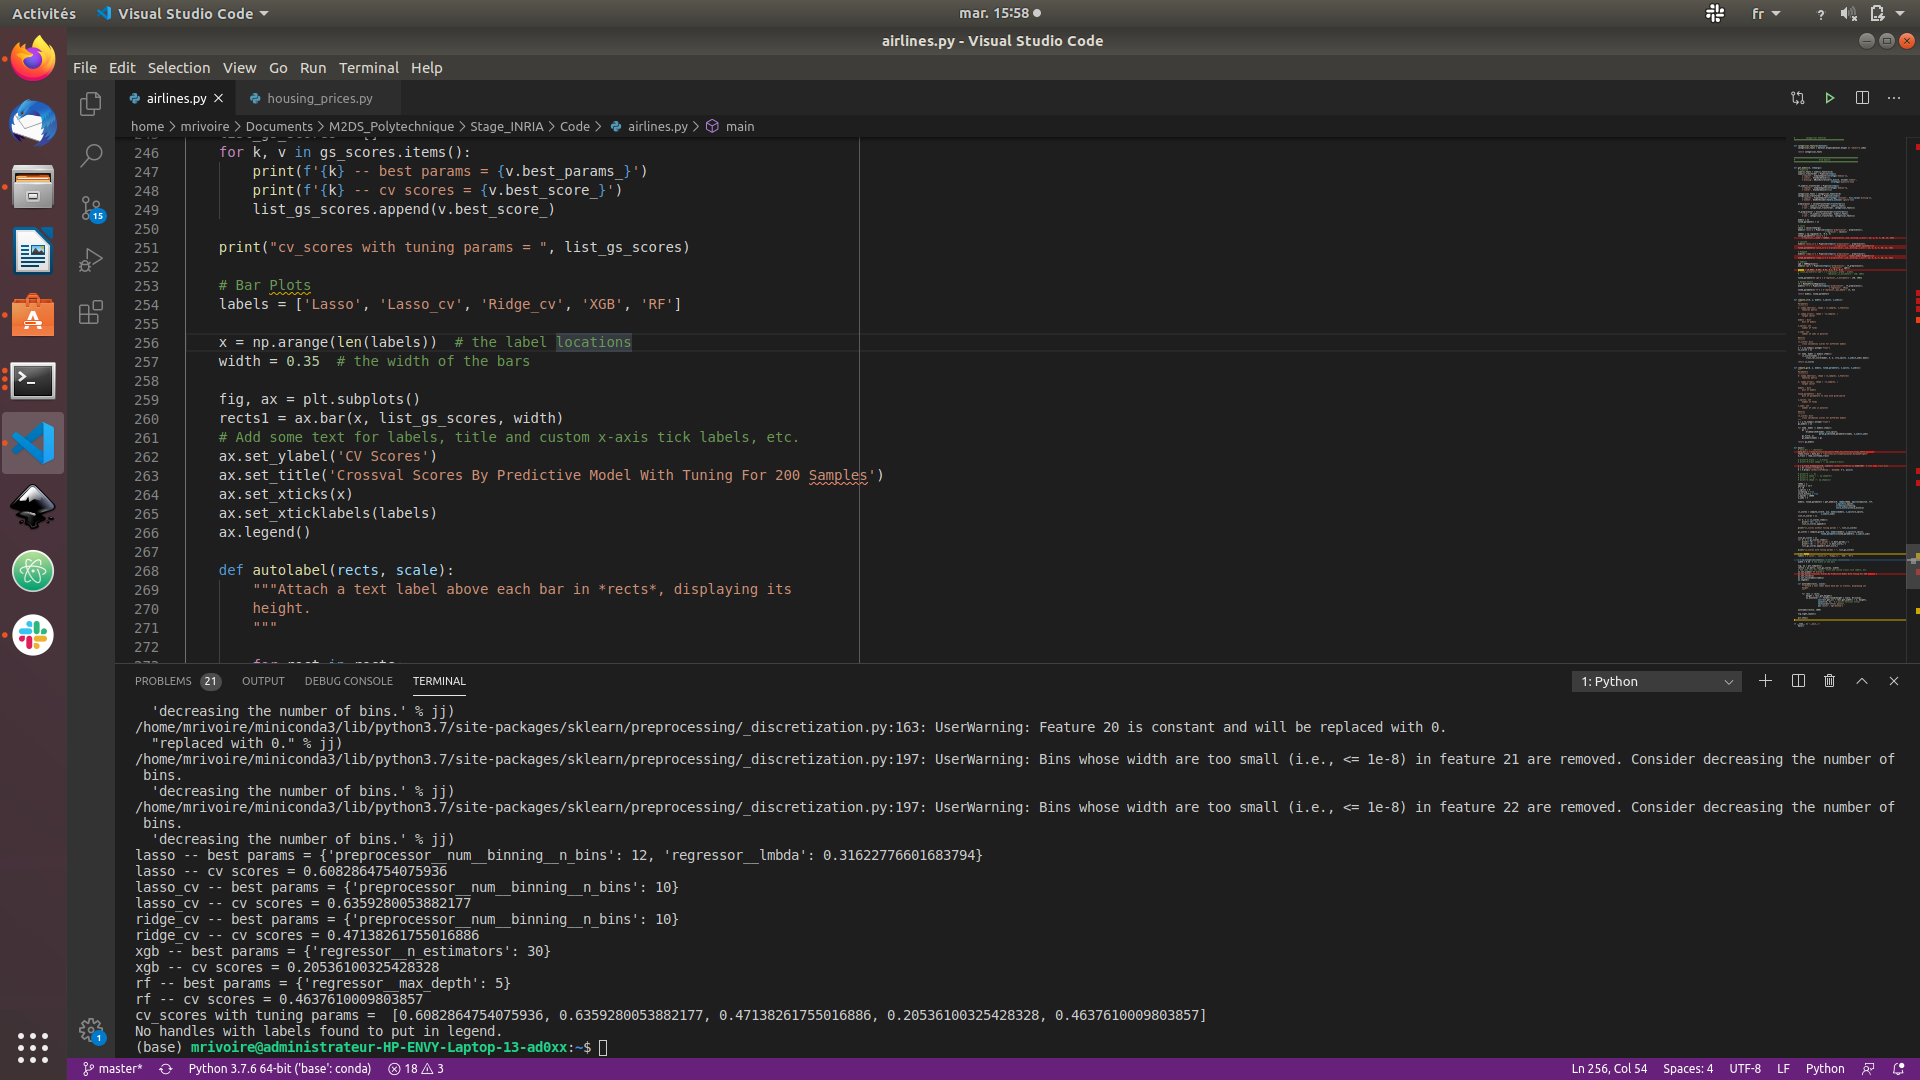 Activités
Visual Studio Code
mar. 15:58
fr
airlines.py - Visual Studio Code
File Edit Selection View Go Run Terminal Help
airlines.py
housing_prices.py
home > mrivoire > Documents > M2DS_Polytechnique > Stage_INRIA > Code > airlines.py > main
246 for k, v in gs_scores.items():
247 print(f'{k} -- best params = {v.best_params_}')
248 print(f'{k} -- cv scores = {v.best_score_}')
249 list_gs_scores.append(v.best_score_)
250
251 print("cv_scores with tuning params = ", list_gs_scores)
252
253 # Bar Plots
254 labels = ['Lasso', 'Lasso_cv', 'Ridge_cv', 'XGB', 'RF']
255
256 x = np.arange(len(labels))  # the label locations
257 width = 0.35  # the width of the bars
258
259 fig, ax = plt.subplots()
260 rects1 = ax.bar(x, list_gs_scores, width)
261 # Add some text for labels, title and custom x-axis tick labels, etc.
262 ax.set_ylabel('CV Scores')
263 ax.set_title('Crossval Scores By Predictive Model With Tuning For 200 Samples')
264 ax.set_xticks(x)
265 ax.set_xticklabels(labels)
266 ax.legend()
267
268 def autolabel(rects, scale):
269 """Attach a text label above each bar in *rects*, displaying its
270 height.
271 """
272
15
1
PROBLEMS 21 OUTPUT DEBUG CONSOLE TERMINAL
1: Python
'decreasing the number of bins.' % jj)
/home/mrivoire/miniconda3/lib/python3.7/site-packages/sklearn/preprocessing/_discretization.py:163: UserWarning: Feature 20 is constant and will be replaced with 0.
"replaced with 0." % jj)
/home/mrivoire/miniconda3/lib/python3.7/site-packages/sklearn/preprocessing/_discretization.py:197: UserWarning: Bins whose width are too small (i.e., <= 1e-8) in feature 21 are removed. Consider decreasing the number of
bins.
'decreasing the number of bins.' % jj)
/home/mrivoire/miniconda3/lib/python3.7/site-packages/sklearn/preprocessing/_discretization.py:197: UserWarning: Bins whose width are too small (i.e., <= 1e-8) in feature 22 are removed. Consider decreasing the number of
bins.
'decreasing the number of bins.' % jj)
lasso -- best params = {'preprocessor__num__binning__n_bins': 12, 'regressor__lmbda': 0.31622776601683794}
lasso -- cv scores = 0.6082864754075936
lasso_cv -- best params = {'preprocessor__num__binning__n_bins': 10}
lasso_cv -- cv scores = 0.6359280053882177
ridge_cv -- best params = {'preprocessor__num__binning__n_bins': 10}
ridge_cv -- cv scores = 0.47138261755016886
xgb -- best params = {'regressor__n_estimators': 30}
xgb -- cv scores = 0.20536100325428328
rf -- best params = {'regressor__max_depth': 5}
rf -- cv scores = 0.4637610009803857
cv_scores with tuning params =  [0.6082864754075936, 0.6359280053882177, 0.47138261755016886, 0.20536100325428328, 0.4637610009803857]
No handles with labels found to put in legend.
(base) mrivoire@administrateur-HP-ENVY-Laptop-13-ad0xx:~$
master* Python 3.7.6 64-bit ('base': conda) 18 3
Ln 256, Col 54 Spaces: 4 UTF-8 LF Python